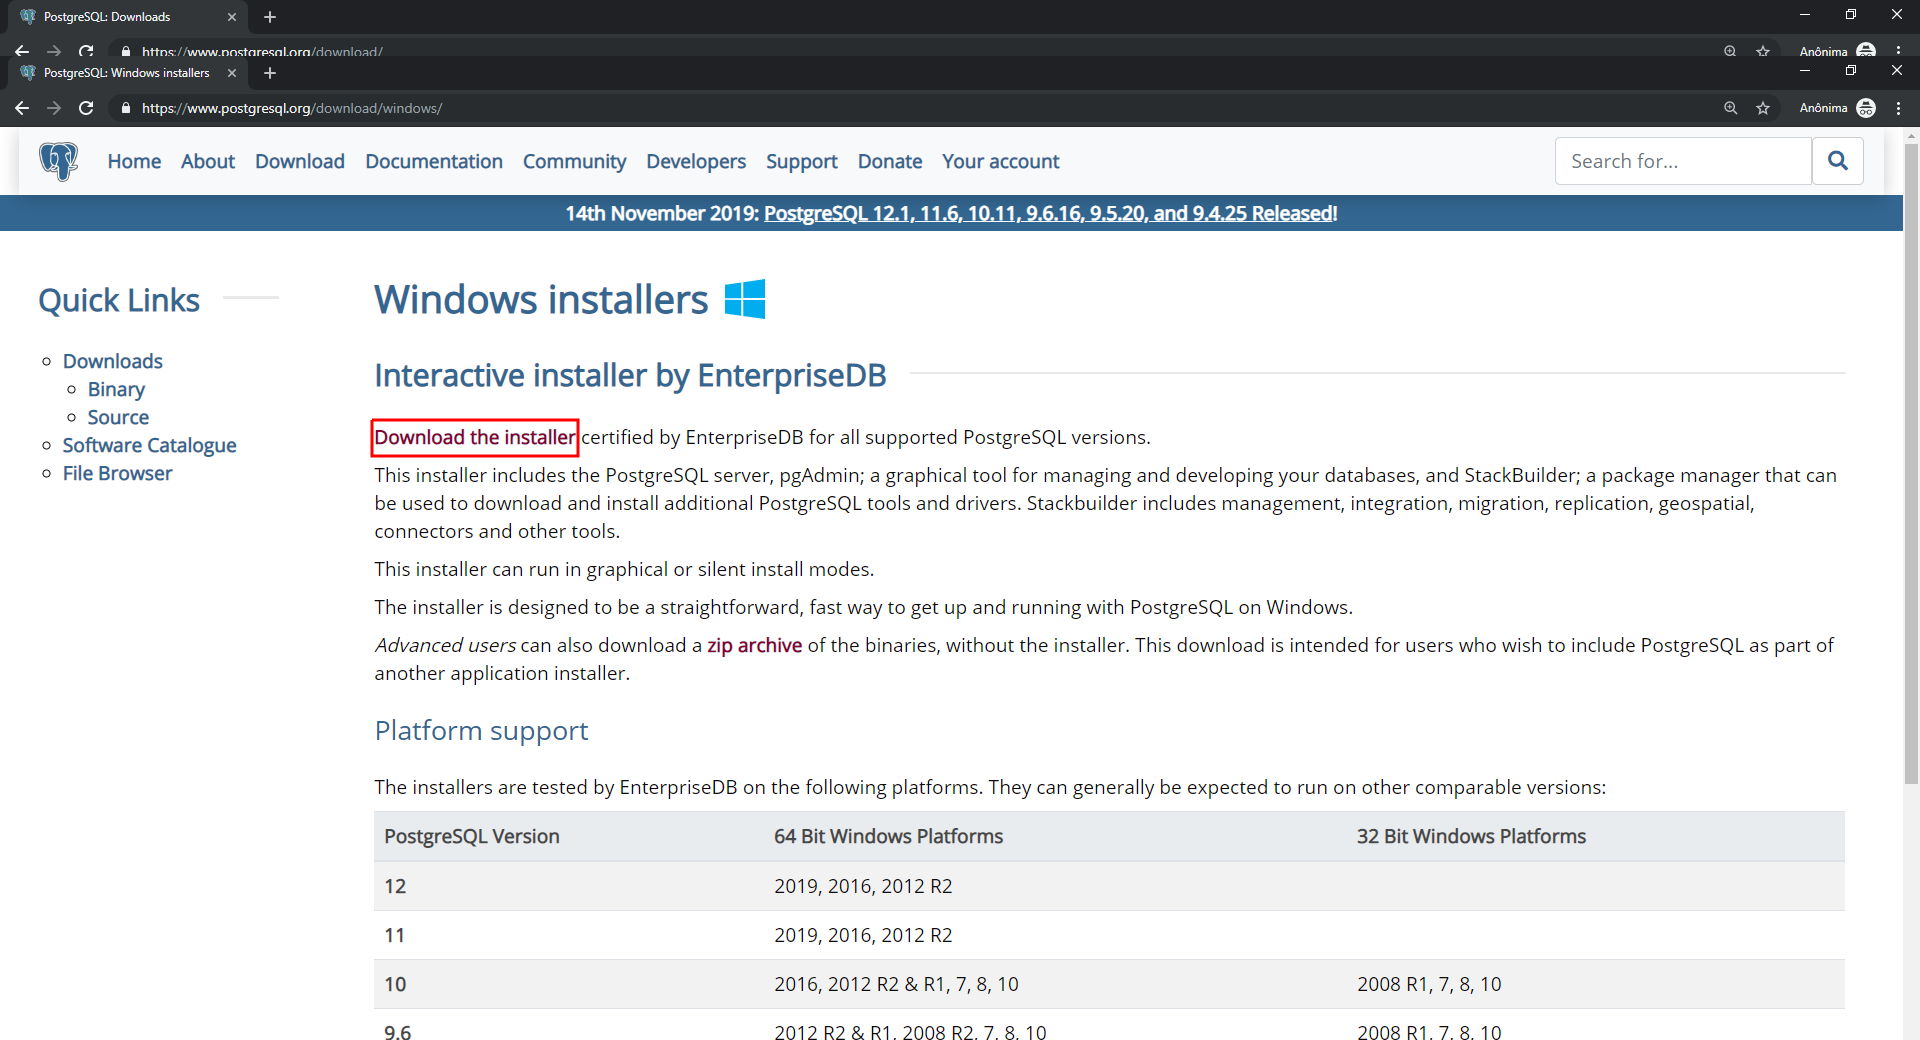 PostgreSQL: Downloads
https://www.postgresql.org/download/
Anônima
PostgreSQL: Windows installers
https://www.postgresql.org/download/windows/
Anônima
Home About Download Documentation Community Developers Support Donate Your account
Search for...
14th November 2019: PostgreSQL 12.1, 11.6, 10.11, 9.6.16, 9.5.20, and 9.4.25 Released!
Quick Links
Downloads
Binary
Source
Software Catalogue
File Browser
Windows installers
Interactive installer by EnterpriseDB
Download the installer certified by EnterpriseDB for all supported PostgreSQL versions.
This installer includes the PostgreSQL server, pgAdmin; a graphical tool for managing and developing your databases, and StackBuilder; a package manager that can
be used to download and install additional PostgreSQL tools and drivers. Stackbuilder includes management, integration, migration, replication, geospatial,
connectors and other tools.
This installer can run in graphical or silent install modes.
The installer is designed to be a straightforward, fast way to get up and running with PostgreSQL on Windows.
Advanced users can also download a zip archive of the binaries, without the installer. This download is intended for users who wish to include PostgreSQL as part of
another application installer.
Platform support
The installers are tested by EnterpriseDB on the following platforms. They can generally be expected to run on other comparable versions:
PostgreSQL Version 64 Bit Windows Platforms 32 Bit Windows Platforms
12 2019, 2016, 2012 R2
11 2019, 2016, 2012 R2
10 2016, 2012 R2 & R1, 7, 8, 10 2008 R1, 7, 8, 10
9.6 2012 R2 & R1, 2008 R2, 7, 8, 10 2008 R1, 7, 8, 10